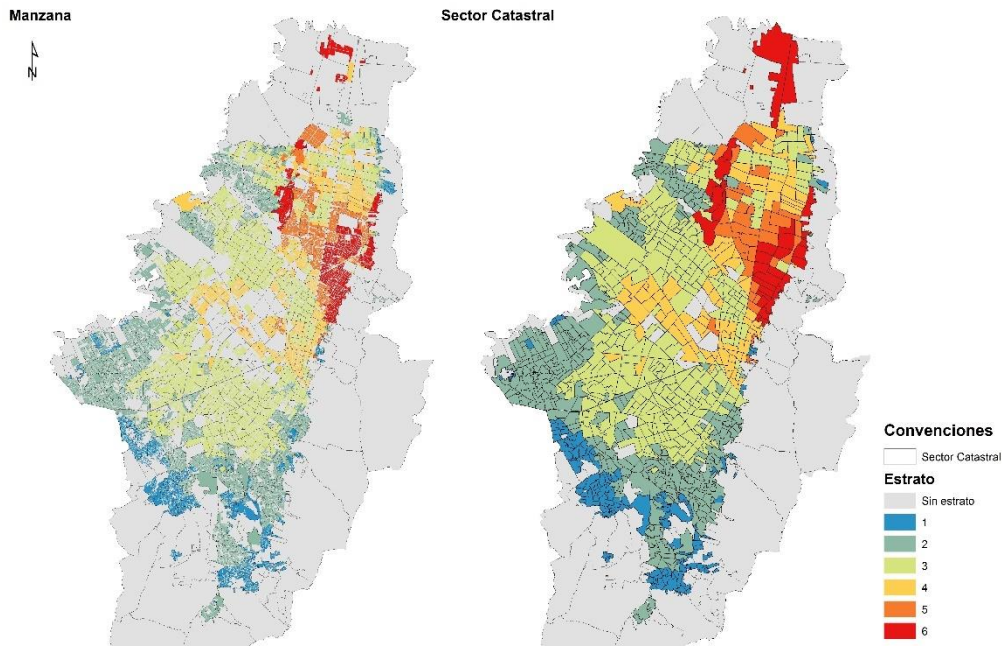 Manzana
Sector Catastral
N
Convenciones
Sector Catastral
Estrato
Sin estrato
1
2
3
4
5
6